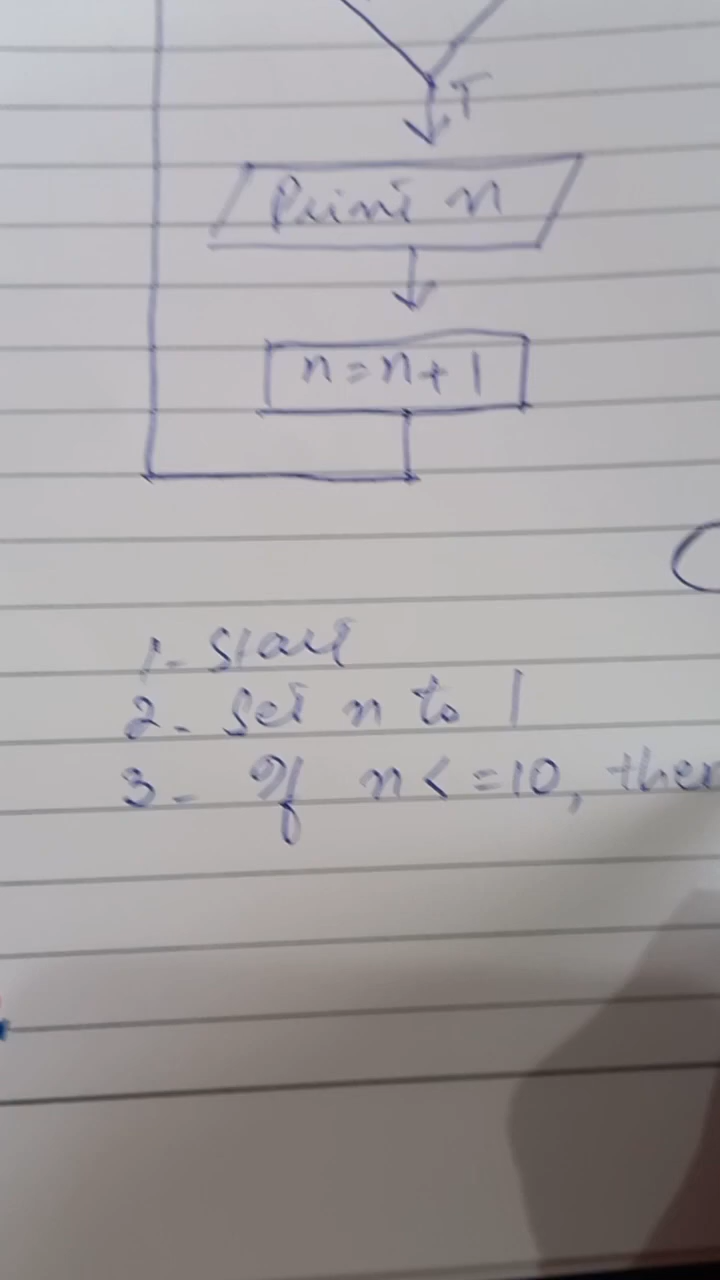 T
Print n
n=n+1
1- Start
2- Set n to 1
3- If n<=10, then